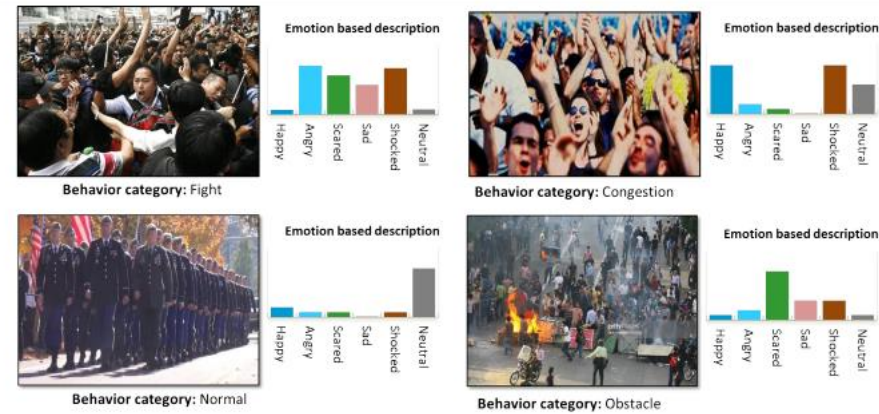 Emotion based description
Happy
Angry
Scared
Sad
Shocked
Neutral
Behavior category: Fight
Emotion based description
Happy
Angry
Scared
Sad
Shocked
Neutral
Behavior category: Congestion
Emotion based description
Happy
Angry
Scared
Sad
Shocked
Neutral
Behavior category: Normal
Emotion based description
Happy
Angry
Scared
Sad
Shocked
Neutral
Behavior category: Obstacle